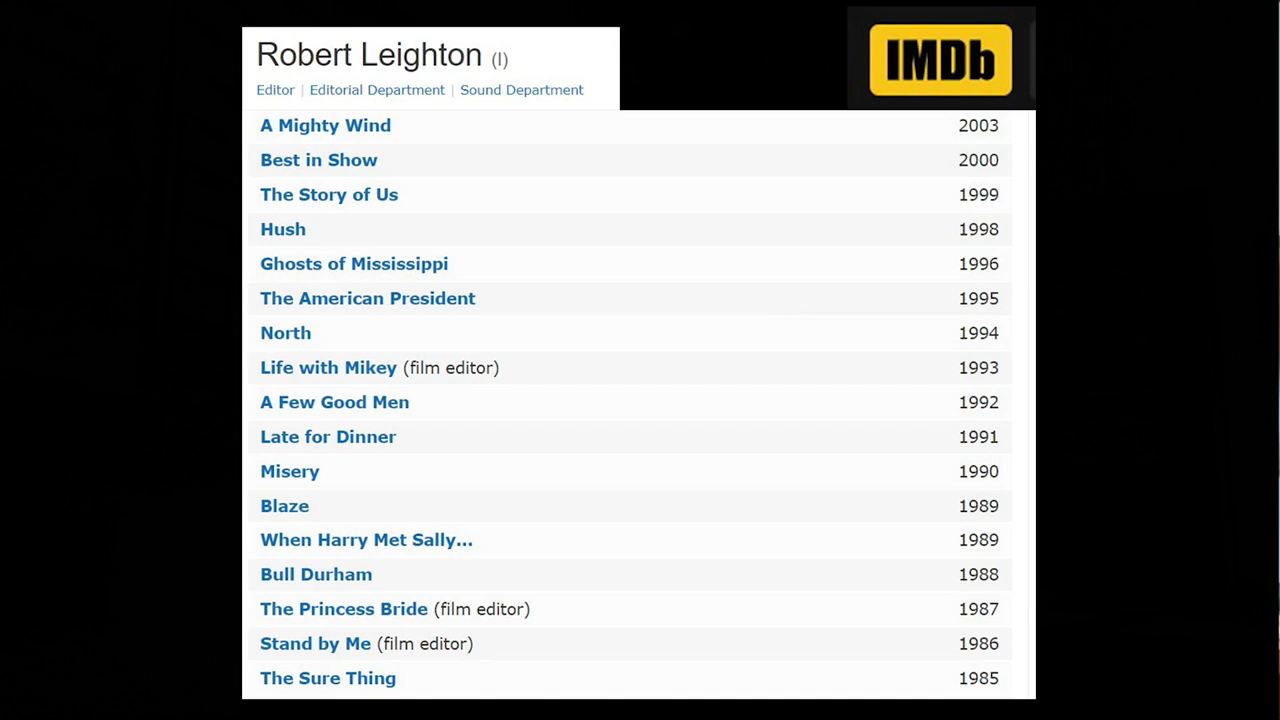 Robert Leighton (I)
IMDb
Editor | Editorial Department | Sound Department
A Mighty Wind 2003
Best in Show 2000
The Story of Us 1999
Hush 1998
Ghosts of Mississippi 1996
The American President 1995
North 1994
Life with Mikey (film editor) 1993
A Few Good Men 1992
Late for Dinner 1991
Misery 1990
Blaze 1989
When Harry Met Sally... 1989
Bull Durham 1988
The Princess Bride (film editor) 1987
Stand by Me (film editor) 1986
The Sure Thing 1985